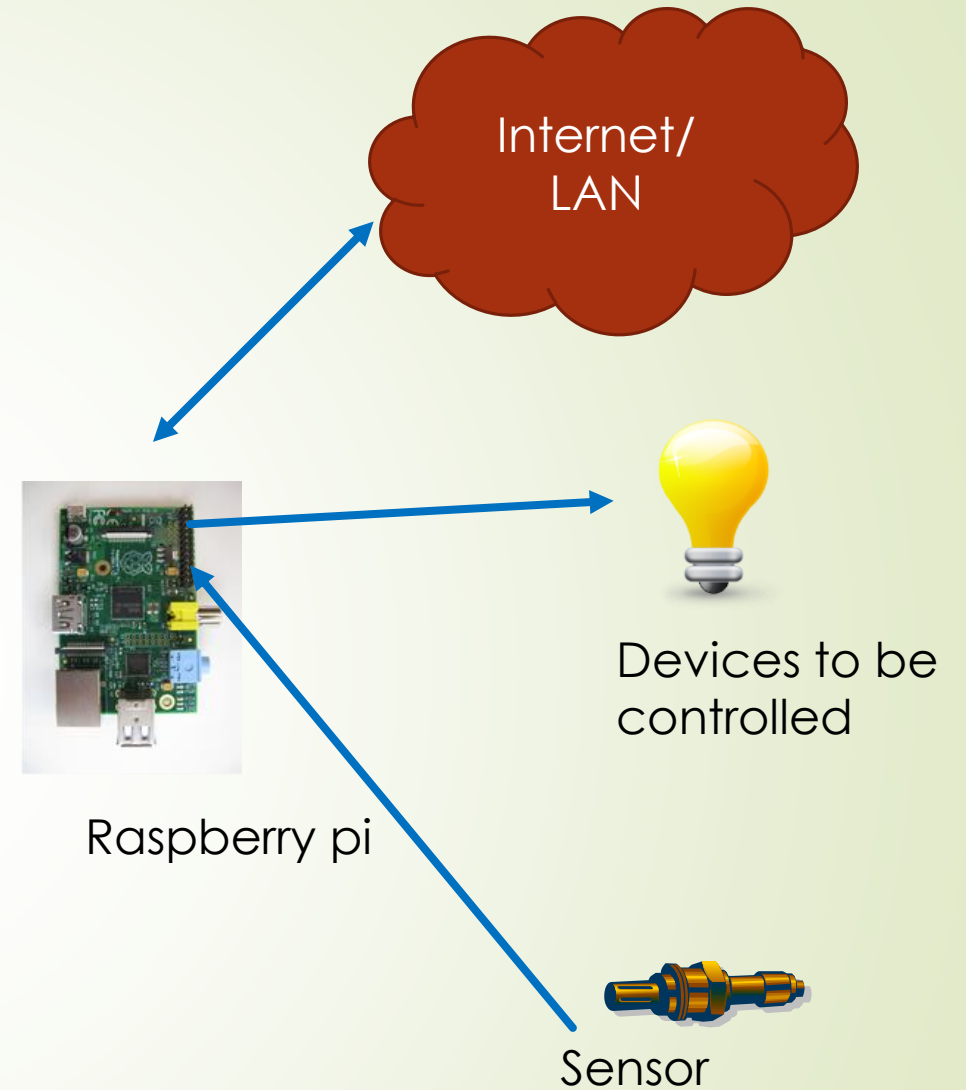 Internet/
LAN
Devices to be
controlled
Raspberry pi
Sensor